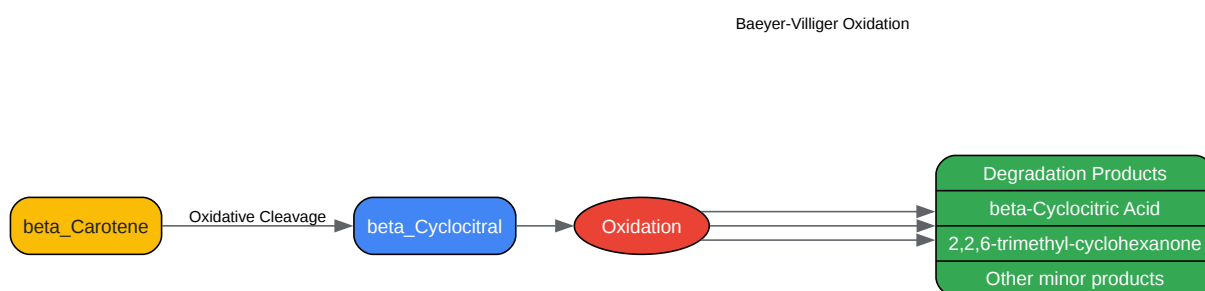 Baeyer-Villiger Oxidation
beta_Carotene
Oxidative Cleavage
beta_Cyclocitral
Oxidation
Degradation Products
beta-Cyclocitric Acid
2,2,6-trimethyl-cyclohexanone
Other minor products